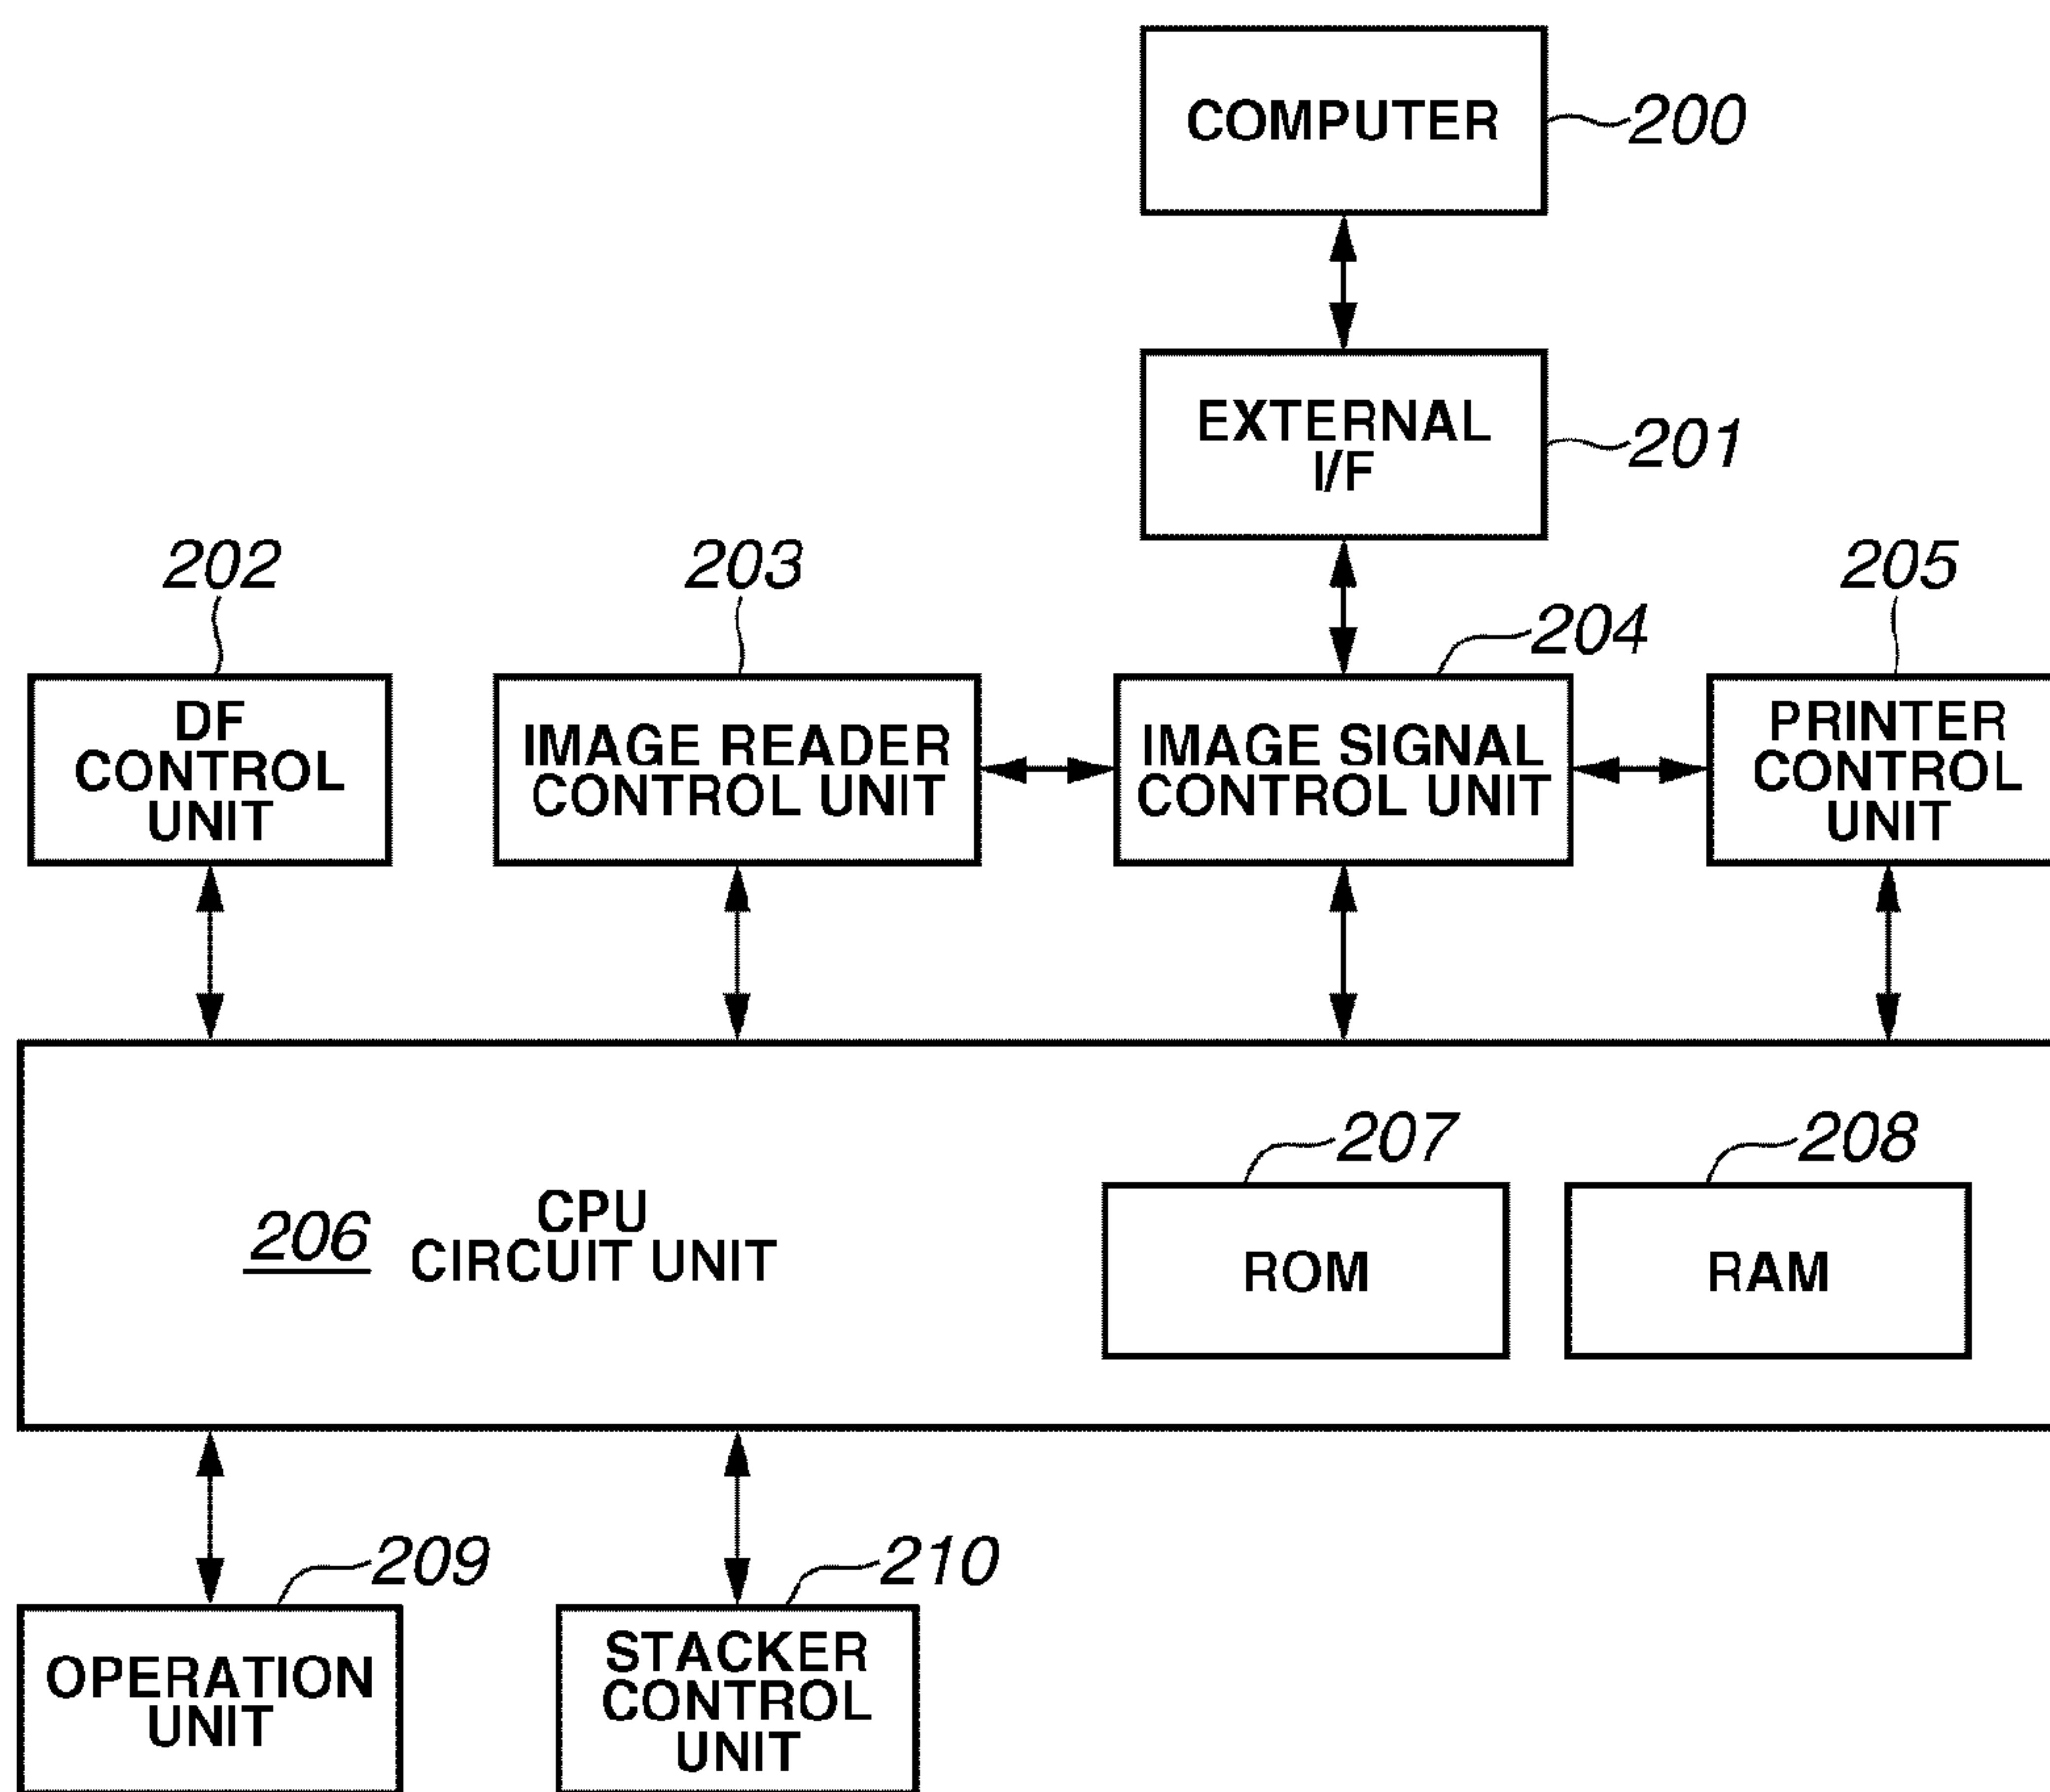 COMPUTER
200
EXTERNAL
I/F
201
202
203
204
205
DF
CONTROL
UNIT
IMAGE READER
CONTROL UNIT
IMAGE SIGNAL
CONTROL UNIT
PRINTER
CONTROL
UNIT
206
CPU
CIRCUIT UNIT
207
ROM
208
RAM
209
OPERATION
UNIT
210
STACKER
CONTROL
UNIT